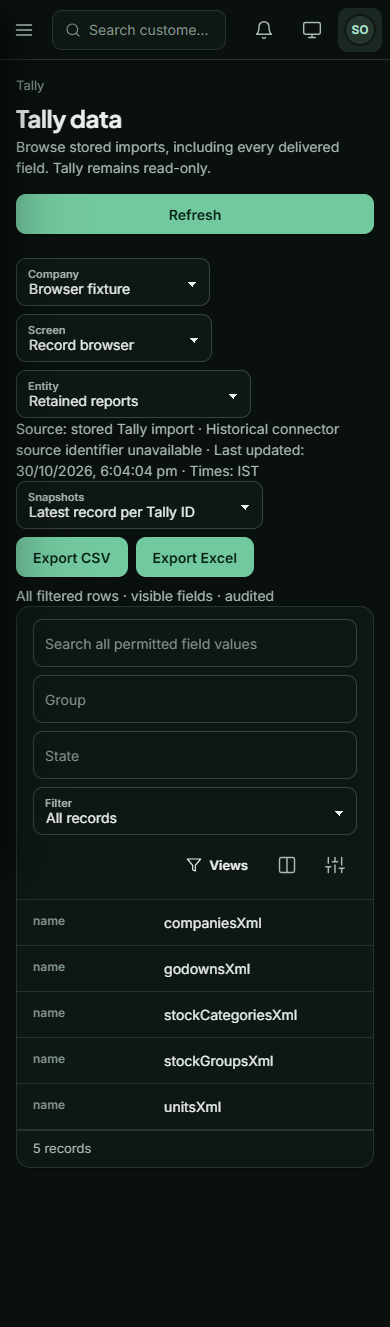 Search custome...
SO
Tally
Tally data
Browse stored imports, including every delivered
field. Tally remains read-only.
Refresh
Company
Browser fixture
Screen
Record browser
Entity
Retained reports
Source: stored Tally import · Historical connector
source identifier unavailable · Last updated:
30/10/2026, 6:04:04 pm · Times: IST
Snapshots
Latest record per Tally ID
Export CSV Export Excel
All filtered rows · visible fields · audited
Search all permitted field values
Group
State
Filter
All records
Views
name companiesXml
name godownsXml
name stockCategoriesXml
name stockGroupsXml
name unitsXml
5 records